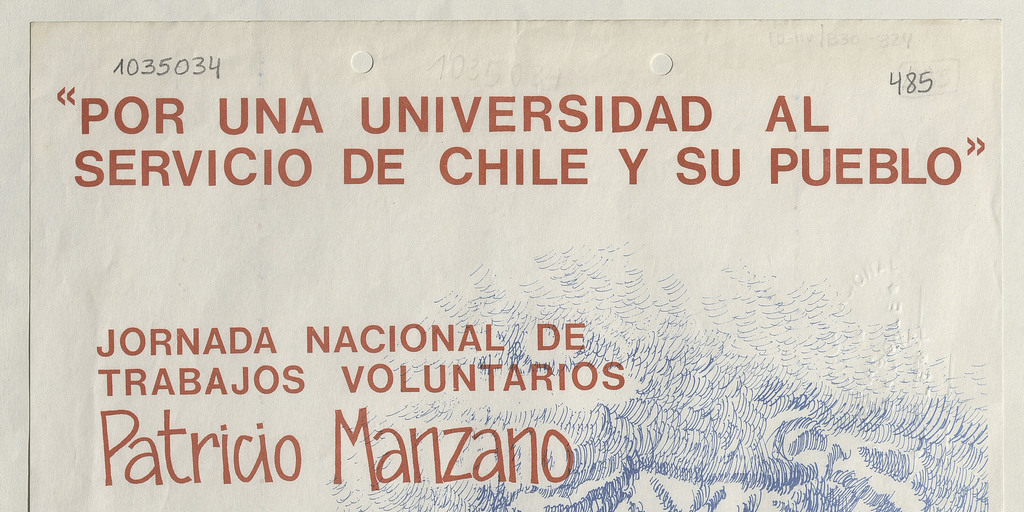 1035034
485
“POR UNA UNIVERSIDAD AL
SERVICIO DE CHILE Y SU PUEBLO”
JORNADA NACIONAL DE
TRABAJOS VOLUNTARIOS
Patricio Manzano